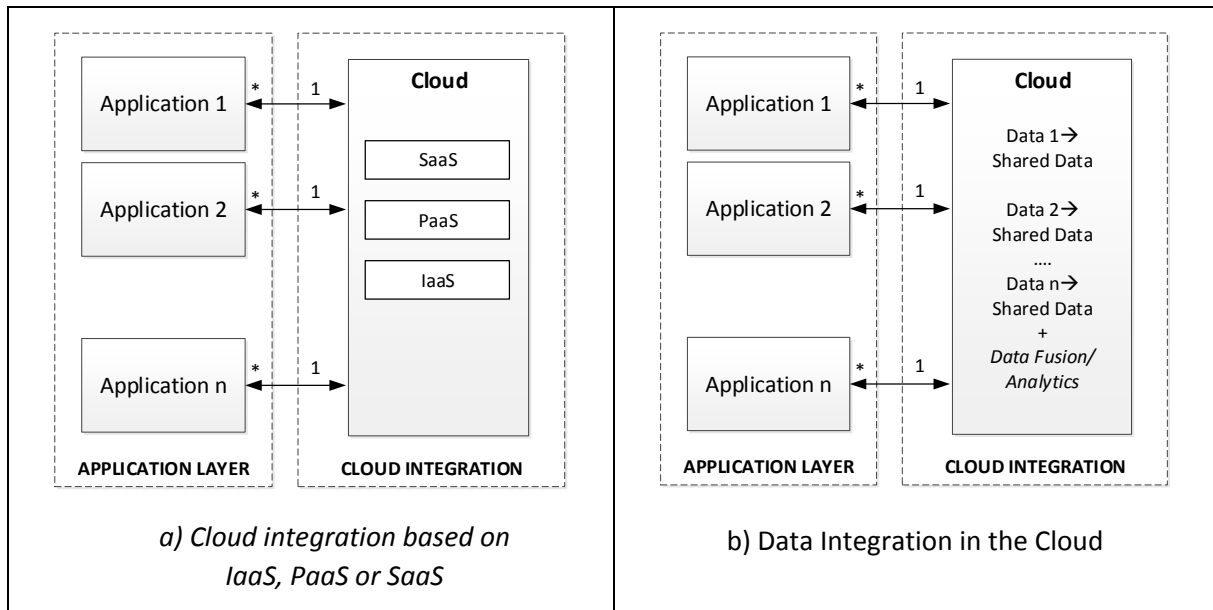 Application 1
*
1
Application 2
*
1
Application n
*
1
APPLICATION LAYER
Cloud
SaaS
PaaS
IaaS
CLOUD INTEGRATION
a) Cloud integration based on
IaaS, PaaS or SaaS
Application 1
*
1
Application 2
*
1
Application n
*
1
APPLICATION LAYER
Cloud
Data 1→
Shared Data
Data 2→
Shared Data
....
Data n→
Shared Data
+
Data Fusion/
Analytics
CLOUD INTEGRATION
b) Data Integration in the Cloud